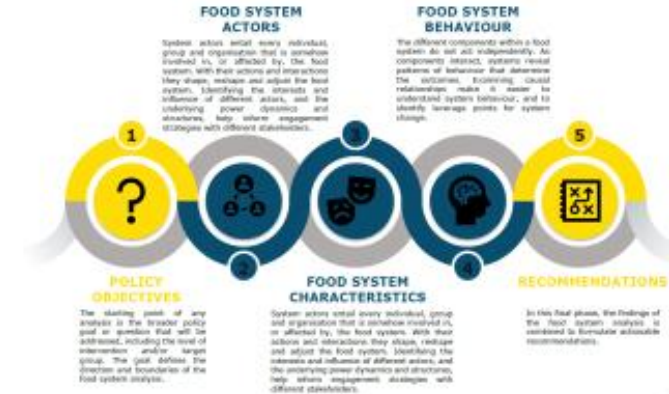 FOOD SYSTEM
ACTORS
System actors entail every individual,
group and organisation that is somehow
involved in, or affected by, the food
system. With their actions and interactions
they shape, reshape and adjust the food
system. Identifying the interests and
influence of different actors, and the
underlying power dynamics and
structures, help inform engagement
strategies with different stakeholders.
FOOD SYSTEM
BEHAVIOUR
The different components within a food
system do not act independently. As
components interact, systems reveal
patterns of behaviour that determine
the outcomes. Examining causal
relationships make it easier to
understand system behaviour, and to
identify leverage points for system
change.
1
2
3
4
5
POLICY
OBJECTIVES
The starting point of any
analysis is the broader policy
goal or question that will be
addressed, including the level of
intervention and/or target
group. The goal defines the
direction and boundaries of the
food system analysis.
FOOD SYSTEM
CHARACTERISTICS
System actors entail every individual, group
and organisation that is somehow involved in,
or affected by, the food system. With their
actions and interactions they shape, reshape
and adjust the food system. Identifying the
interests and influence of different actors, and
the underlying power dynamics and structures,
help inform engagement strategies with
different stakeholders.
RECOMMENDATIONS
In this final phase, the findings of
the food system analysis is
combined to formulate actionable
recommendations.